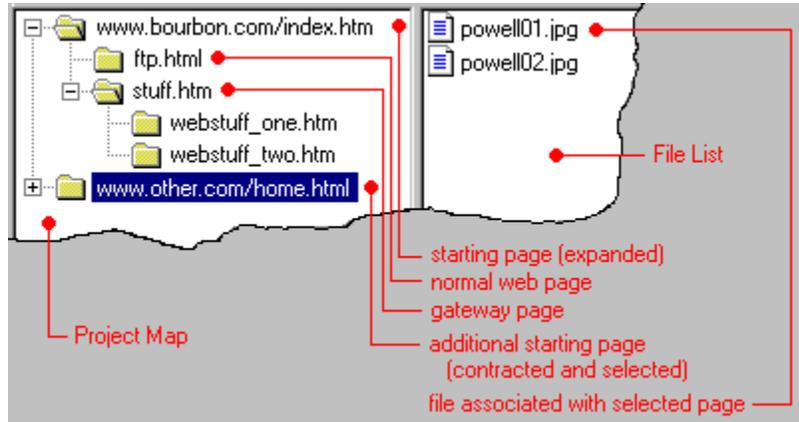 www.bourbon.com/index.htm
ftp.html
stuff.htm
webstuff_one.htm
webstuff_two.htm
www.other.com/home.html
powell01.jpg
powell02.jpg
File List
starting page (expanded)
normal web page
gateway page
Project Map
additional starting page
(contracted and selected)
file associated with selected page